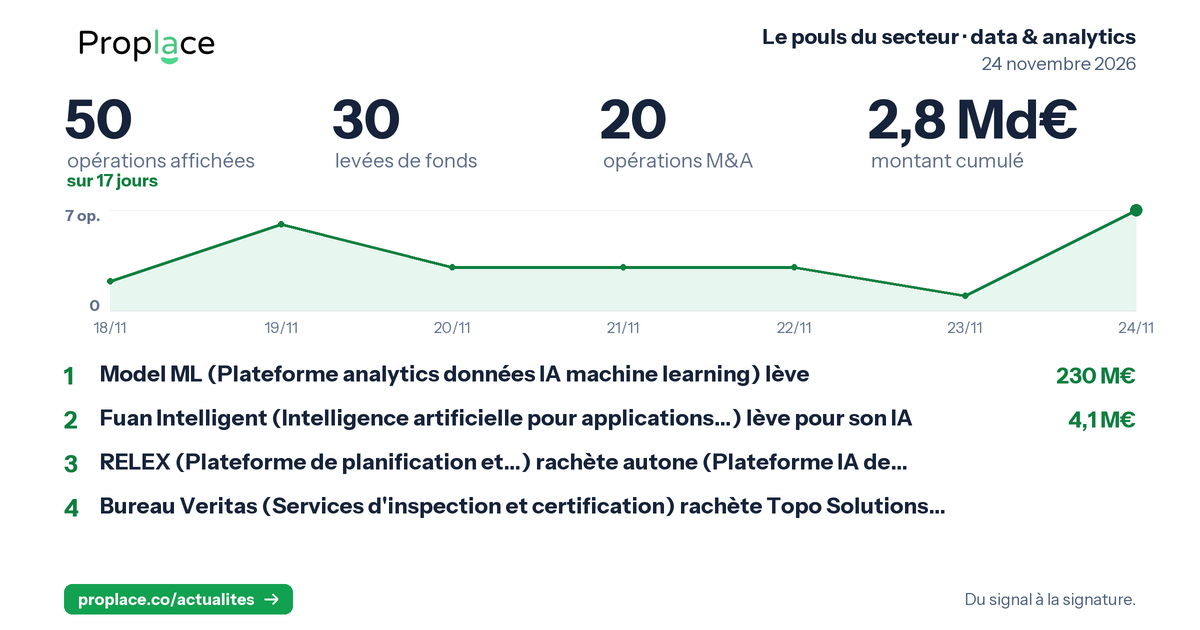 Proplace
Le pouls du secteur · data & analytics
24 novembre 2026
50
opérations affichées
sur 17 jours
30
levées de fonds
20
opérations M&A
2,8 Md€
montant cumulé
7 op.
0
18/11 19/11 20/11 21/11 22/11 23/11 24/11
1 Model ML (Plateforme analytics données IA machine learning) lève 230 M€
2 Fuan Intelligent (Intelligence artificielle pour applications...) lève pour son IA 4,1 M€
3 RELEX (Plateforme de planification et...) rachète autone (Plateforme IA de...
4 Bureau Veritas (Services d'inspection et certification) rachète Topo Solutions...
proplace.co/actualites →
Du signal à la signature.